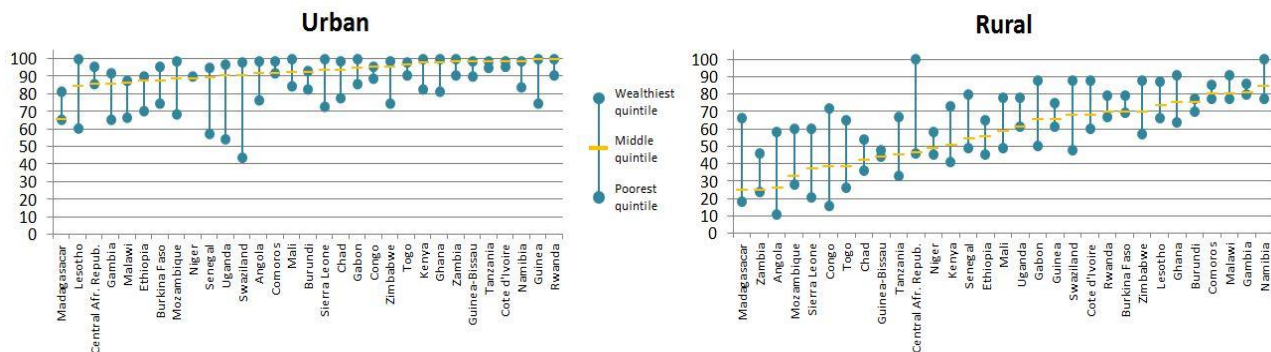 Urban
100
90
80
70
60
50
40
30
20
10
0
Madagasacar
Lesotho
Central Afr. Repub.
Gambia
Malawi
Ethiopia
Burkina Faso
Mozambique
Niger
Senegal
Uganda
Swaziland
Angola
Comoros
Mali
Burundi
Sierra Leone
Chad
Gabon
Congo
Zimbabwe
Togo
Kenya
Ghana
Zambia
Guinea-Bissau
Tanzania
Cote d'Ivoire
Namibia
Guinea
Rwanda
Wealthiest
quintile
Middle
quintile
Poorest
quintile
Rural
100
90
80
70
60
50
40
30
20
10
0
Madagasacar
Zambia
Angola
Mozambique
Sierra Leone
Congo
Togo
Chad
Guinea-Bissau
Tanzania
Central Afr. Repub.
Niger
Kenya
Senegal
Ethiopia
Mali
Uganda
Gabon
Guinea
Swaziland
Cote d'Ivoire
Rwanda
Burkina Faso
Zimbabwe
Lesotho
Ghana
Burundi
Comoros
Malawi
Gambia
Namibia